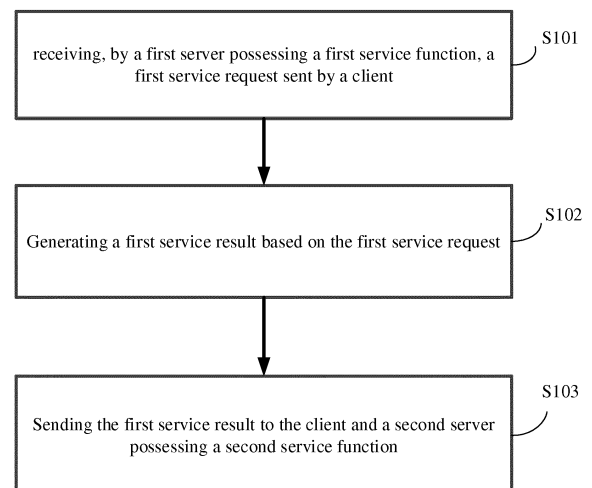 S101
receiving, by a first server possessing a first service function, a
first service request sent by a client
S102
Generating a first service result based on the first service request
S103
Sending the first service result to the client and a second server
possessing a second service function